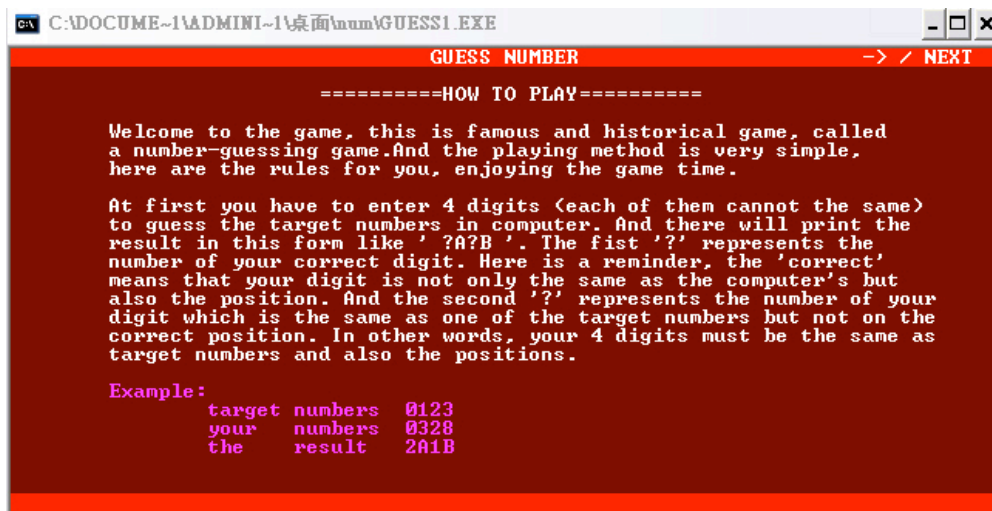 C:\DOCUME~1\ADMINI~1\桌面\num\GUESS1.EXE
GUESS NUMBER -> / NEXT
==========HOW TO PLAY==========
Welcome to the game, this is famous and historical game, called
a number-guessing game.And the playing method is very simple,
here are the rules for you, enjoying the game time.
At first you have to enter 4 digits (each of them cannot the same)
to guess the target numbers in computer. And there will print the
result in this form like ' ?A?B '. The fist '?' represents the
number of your correct digit. Here is a reminder, the 'correct'
means that your digit is not only the same as the computer's but
also the position. And the second '?' represents the number of your
digit which is the same as one of the target numbers but not on the
correct position. In other words, your 4 digits must be the same as
target numbers and also the positions.
Example:
target numbers 0123
your numbers 0328
the result 2A1B